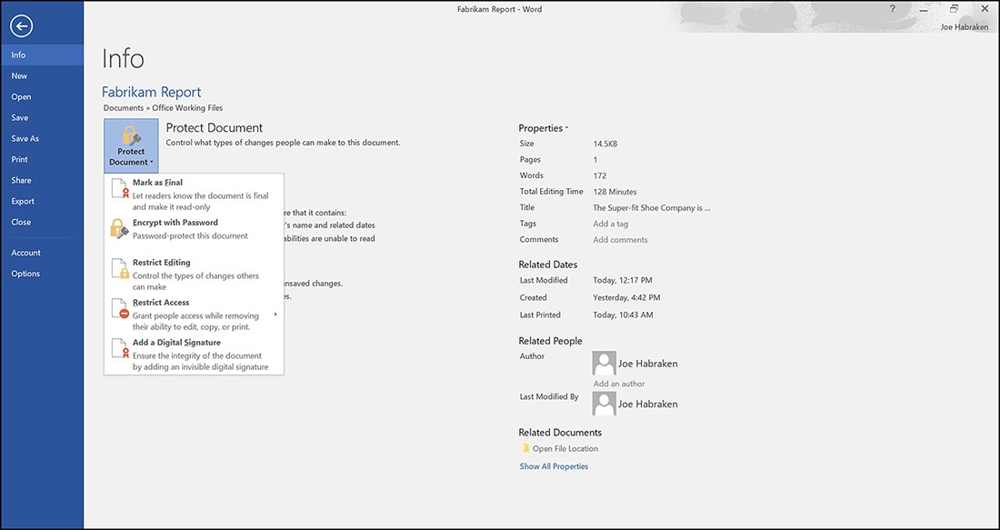 Fabrikam Report - Word
?
Joe Habraken
Info
New
Open
Save
Save As
Print
Share
Export
Close
Account
Options
Info
Fabrikam Report
Documents » Office Working Files
Protect
Document
Protect Document
Control what types of changes people can make to this document.
Mark as Final
Let readers know the document is final
and make it read-only
Encrypt with Password
Password-protect this document
Restrict Editing
Control the types of changes others
can make
Restrict Access
Grant people access while removing
their ability to edit, copy, or print.
Add a Digital Signature
Ensure the integrity of the document
by adding an invisible digital signature
re that it contains:
's name and related dates
abilities are unable to read
unsaved changes.
es.
Properties
Size 14.5KB
Pages 1
Words 172
Total Editing Time 128 Minutes
Title The Super-fit Shoe Company is ...
Tags Add a tag
Comments Add comments
Related Dates
Last Modified Today, 12:17 PM
Created Yesterday, 4:42 PM
Last Printed Today, 10:43 AM
Related People
Author Joe Habraken
Add an author
Last Modified By Joe Habraken
Related Documents
Open File Location
Show All Properties